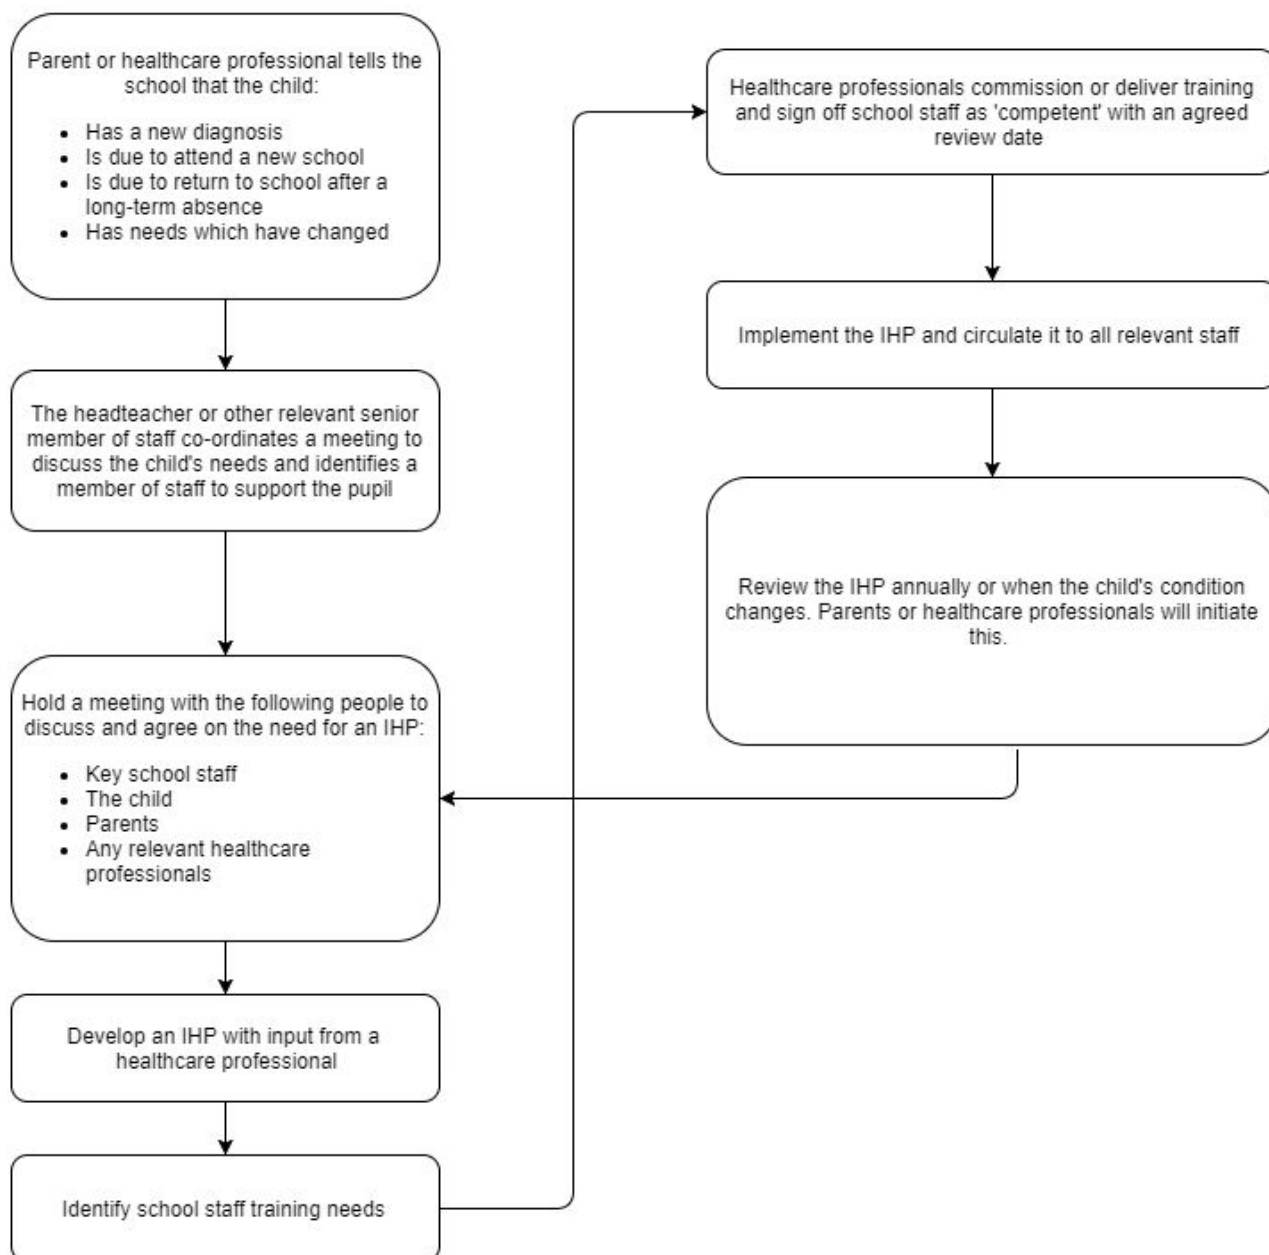 Parent or healthcare professional tells the
school that the child:
• Has a new diagnosis
• Is due to attend a new school
• Is due to return to school after a
long-term absence
• Has needs which have changed
The headteacher or other relevant senior
member of staff co-ordinates a meeting to
discuss the child's needs and identifies a
member of staff to support the pupil
Hold a meeting with the following people to
discuss and agree on the need for an IHP:
• Key school staff
• The child
• Parents
• Any relevant healthcare
professionals
Develop an IHP with input from a
healthcare professional
Identify school staff training needs
Healthcare professionals commission or deliver training
and sign off school staff as 'competent' with an agreed
review date
Implement the IHP and circulate it to all relevant staff
Review the IHP annually or when the child's condition
changes. Parents or healthcare professionals will initiate
this.